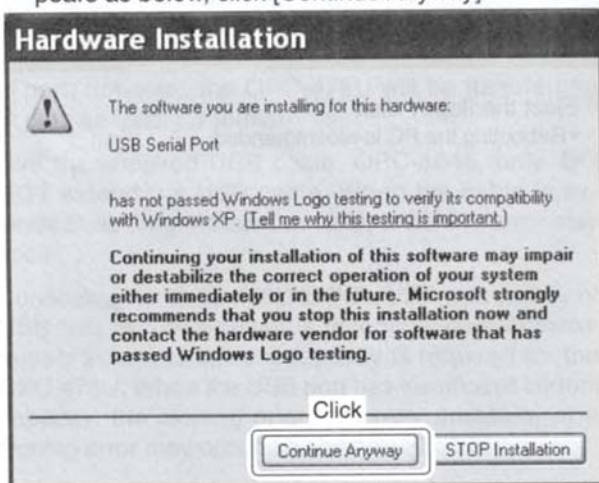 Hardware Installation
The software you are installing for this hardware:
USB Serial Port
has not passed Windows Logo testing to verify its compatibility
with Windows XP. (Tell me why this testing is important.)
Continuing your installation of this software may impair
or destabilize the correct operation of your system
either immediately or in the future. Microsoft strongly
recommends that you stop this installation now and
contact the hardware vendor for software that has
passed Windows Logo testing.
Click
Continue Anyway STOP Installation